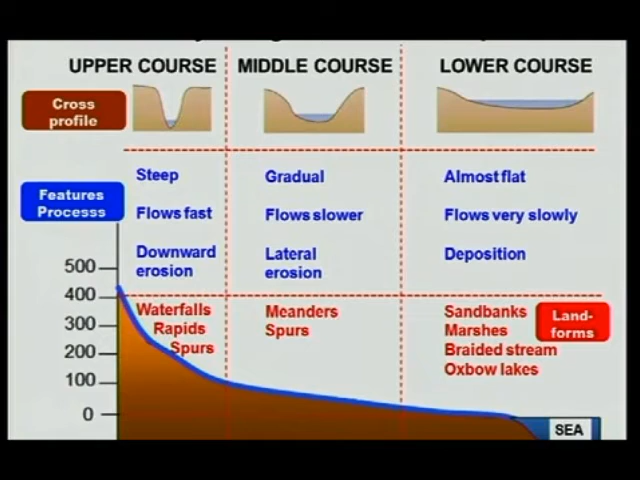 UPPER COURSE MIDDLE COURSE LOWER COURSE
Cross
profile
Steep Gradual Almost flat
Features
Processs
Flows fast Flows slower Flows very slowly
Downward Lateral Deposition
erosion erosion
500
400
Waterfalls Meanders Sandbanks
Rapids Spurs Marshes
Spurs Braided stream
Oxbow lakes
Land-
forms
300
200
100
0
SEA